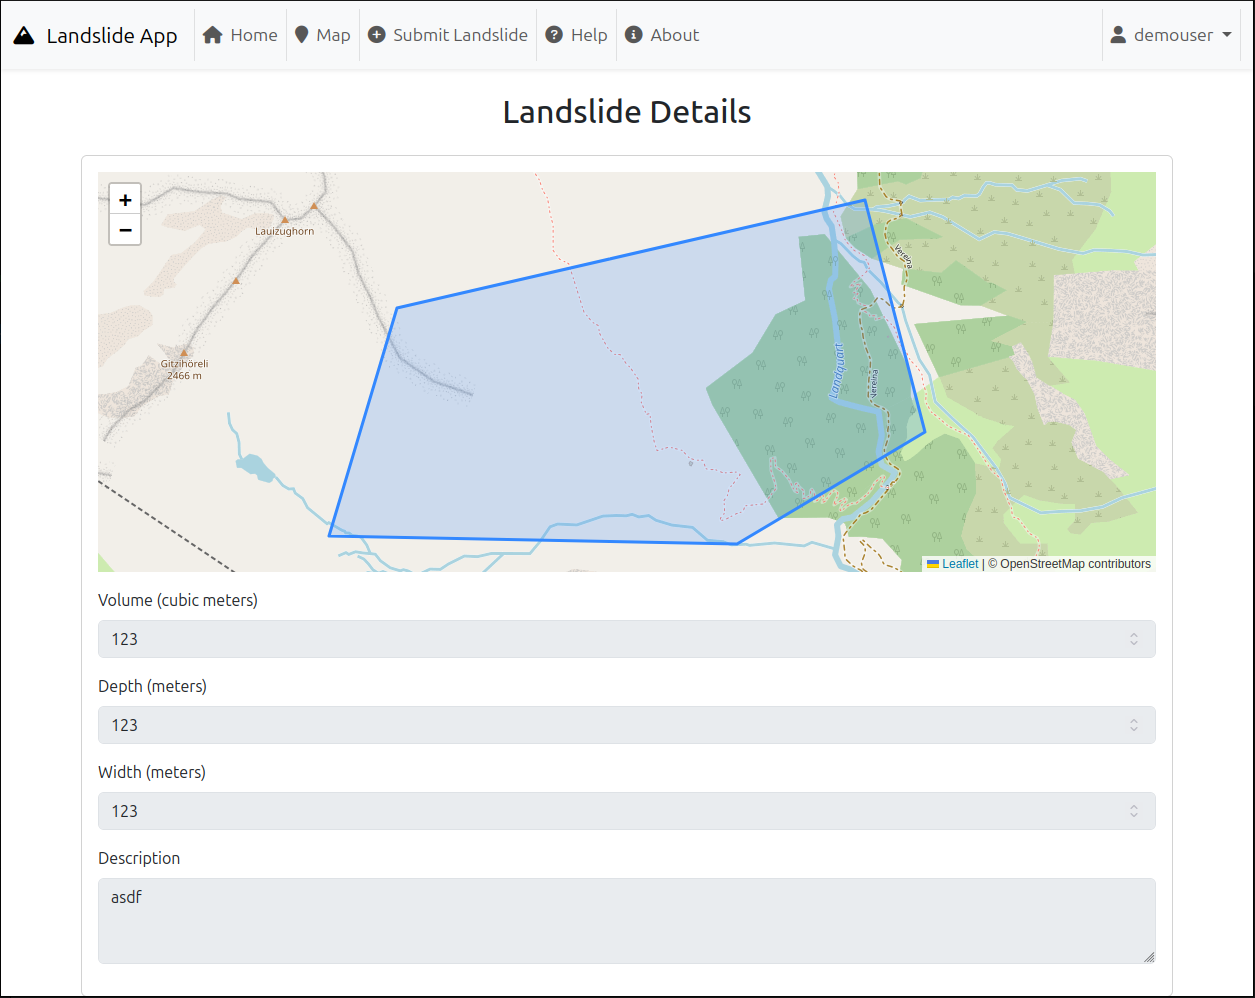 Landslide App Home Map Submit Landslide Help About demouser
Landslide Details
+
−
Lauizughorn
Gitzihöreli
2466 m
Vereina
Landquart
Vereina
Leaflet | © OpenStreetMap contributors
Volume (cubic meters)
123
Depth (meters)
123
Width (meters)
123
Description
asdf